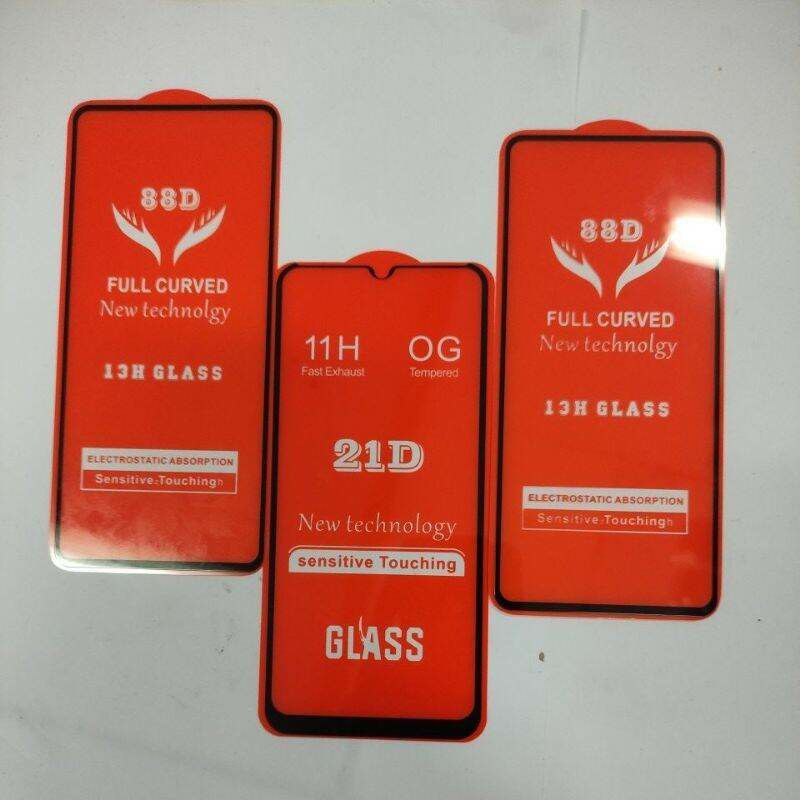 88D
FULL CURVED
New technolgy
13H GLASS
ELECTROSTATIC ABSORPTION
Sensitive:Touchingh
11H OG
Fast Exhaust Tempered
21D
New technology
sensitive Touching
GLASS
88D
FULL CURVED
New technolgy
13H GLASS
ELECTROSTATIC ABSORPTION
Sensitive:Touchingh